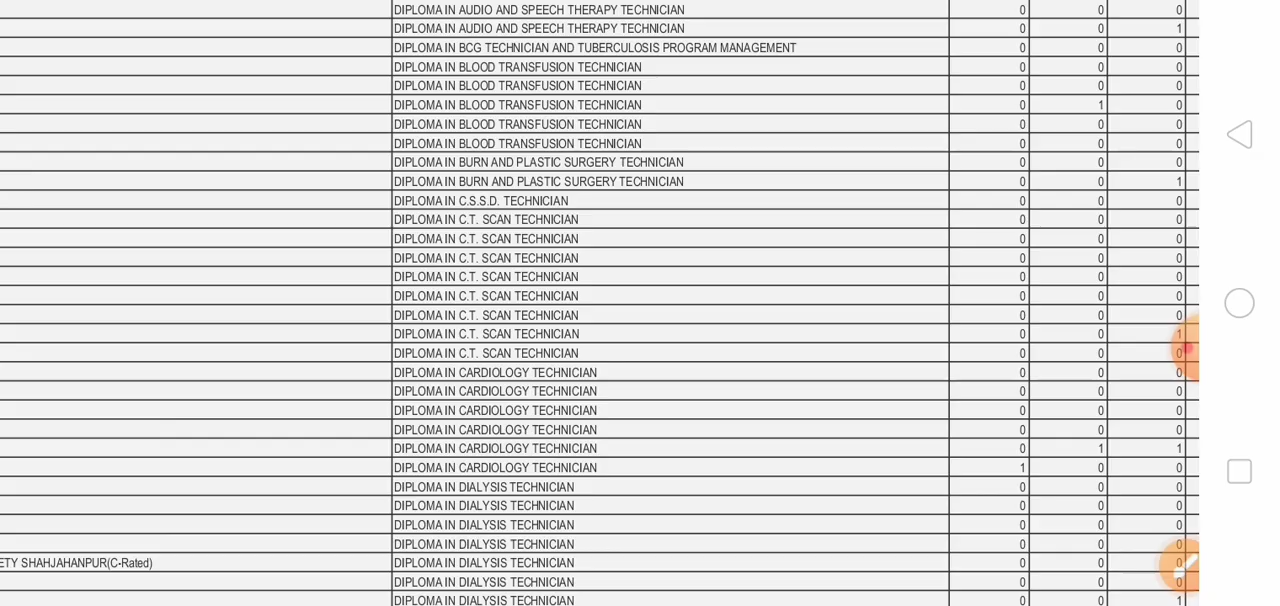 DIPLOMA IN AUDIO AND SPEECH THERAPY TECHNICIAN 0 0 0
DIPLOMA IN AUDIO AND SPEECH THERAPY TECHNICIAN 0 0 1
DIPLOMA IN BCG TECHNICIAN AND TUBERCULOSIS PROGRAM MANAGEMENT 0 0 0
DIPLOMA IN BLOOD TRANSFUSION TECHNICIAN 0 0 0
DIPLOMA IN BLOOD TRANSFUSION TECHNICIAN 0 0 0
DIPLOMA IN BLOOD TRANSFUSION TECHNICIAN 0 1 0
DIPLOMA IN BLOOD TRANSFUSION TECHNICIAN 0 0 0
DIPLOMA IN BLOOD TRANSFUSION TECHNICIAN 0 0 0
DIPLOMA IN BURN AND PLASTIC SURGERY TECHNICIAN 0 0 0
DIPLOMA IN BURN AND PLASTIC SURGERY TECHNICIAN 0 0 1
DIPLOMA IN C.S.S.D. TECHNICIAN 0 0 0
DIPLOMA IN C.T. SCAN TECHNICIAN 0 0 0
DIPLOMA IN C.T. SCAN TECHNICIAN 0 0 0
DIPLOMA IN C.T. SCAN TECHNICIAN 0 0 0
DIPLOMA IN C.T. SCAN TECHNICIAN 0 0 0
DIPLOMA IN C.T. SCAN TECHNICIAN 0 0 0
DIPLOMA IN C.T. SCAN TECHNICIAN 0 0 0
DIPLOMA IN C.T. SCAN TECHNICIAN 0 0 1
DIPLOMA IN C.T. SCAN TECHNICIAN 0 0 0
DIPLOMA IN CARDIOLOGY TECHNICIAN 0 0 0
DIPLOMA IN CARDIOLOGY TECHNICIAN 0 0 0
DIPLOMA IN CARDIOLOGY TECHNICIAN 0 0 0
DIPLOMA IN CARDIOLOGY TECHNICIAN 0 0 0
DIPLOMA IN CARDIOLOGY TECHNICIAN 0 1 1
DIPLOMA IN CARDIOLOGY TECHNICIAN 1 0 0
DIPLOMA IN DIALYSIS TECHNICIAN 0 0 0
DIPLOMA IN DIALYSIS TECHNICIAN 0 0 0
DIPLOMA IN DIALYSIS TECHNICIAN 0 0 0
DIPLOMA IN DIALYSIS TECHNICIAN 0 0 0
ETY SHAHJAHANPUR(C-Rated) DIPLOMA IN DIALYSIS TECHNICIAN 0 0 0
DIPLOMA IN DIALYSIS TECHNICIAN 0 0 0
DIPLOMA IN DIALYSIS TECHNICIAN 0 0 1